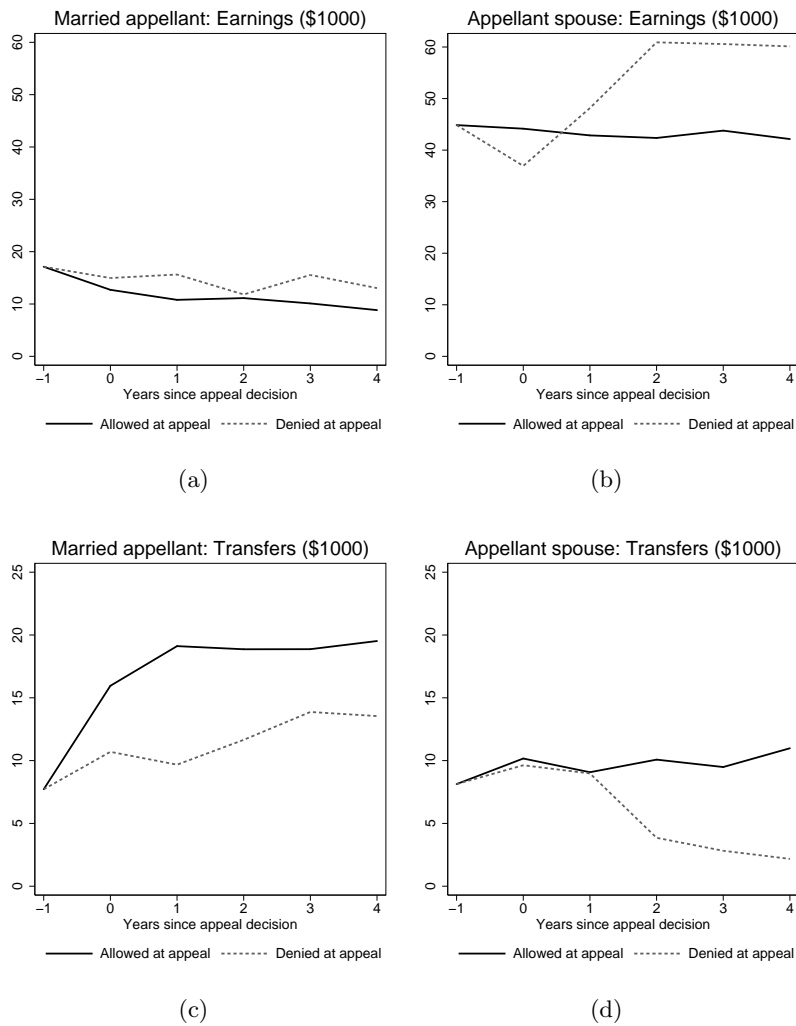 Married appellant: Earnings ($1000)
60
50
40
30
20
10
0
−1 0 1 2 3 4
Years since appeal decision
Allowed at appeal Denied at appeal
(a)
Appellant spouse: Earnings ($1000)
60
50
40
30
20
10
0
−1 0 1 2 3 4
Years since appeal decision
Allowed at appeal Denied at appeal
(b)
Married appellant: Transfers ($1000)
25
20
15
10
5
0
−1 0 1 2 3 4
Years since appeal decision
Allowed at appeal Denied at appeal
(c)
Appellant spouse: Transfers ($1000)
25
20
15
10
5
0
−1 0 1 2 3 4
Years since appeal decision
Allowed at appeal Denied at appeal
(d)